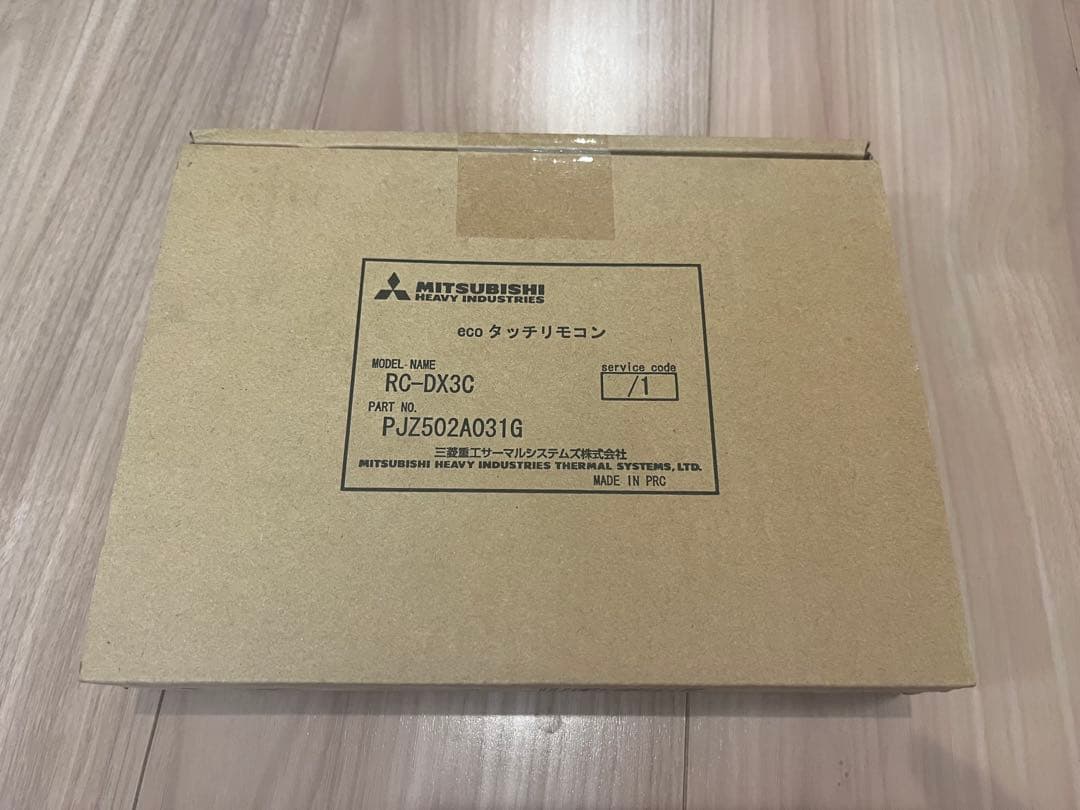 MITSUBISHI
HEAVY INDUSTRIES
eco タッチリモコン
MODEL-NAME
RC-DX3C
service code
/1
PART NO.
PJZ502A031G
三菱重工サーマルシステムズ株式会社
MITSUBISHI HEAVY INDUSTRIES THERMAL SYSTEMS, LTD.
MADE IN PRC